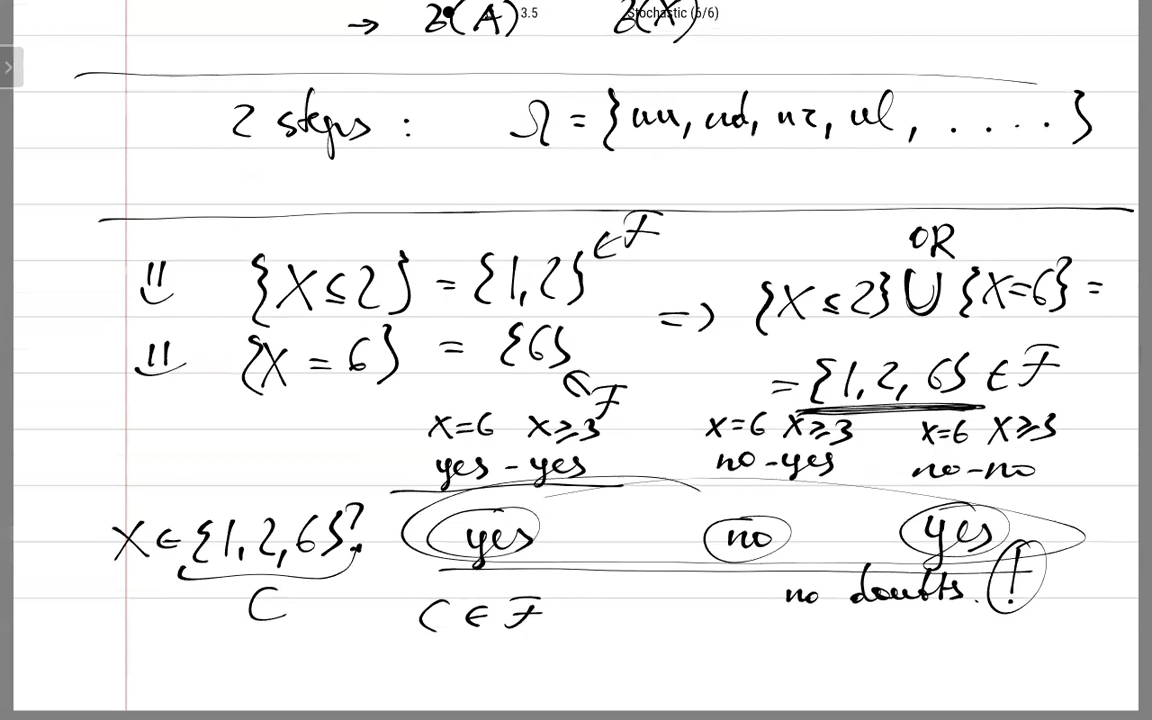 → σ(A) σ(X)
3.5 Stochastic (5/6)
2 steps : Ω = {uu, ud, ur, ul, . . . . }
{X ≤ 2} = {1, 2} ∈ F
OR
=> {X ≤ 2} ∪ {X=6} =
{X = 6} = {6} ∈ F
= {1, 2, 6} ∈ F
x=6 x≥3 x=6 x≥3 x=6 x≥3
yes - yes no - yes no - no
X ∈ {1, 2, 6}? yes no yes
C C ∈ F no doubts. !